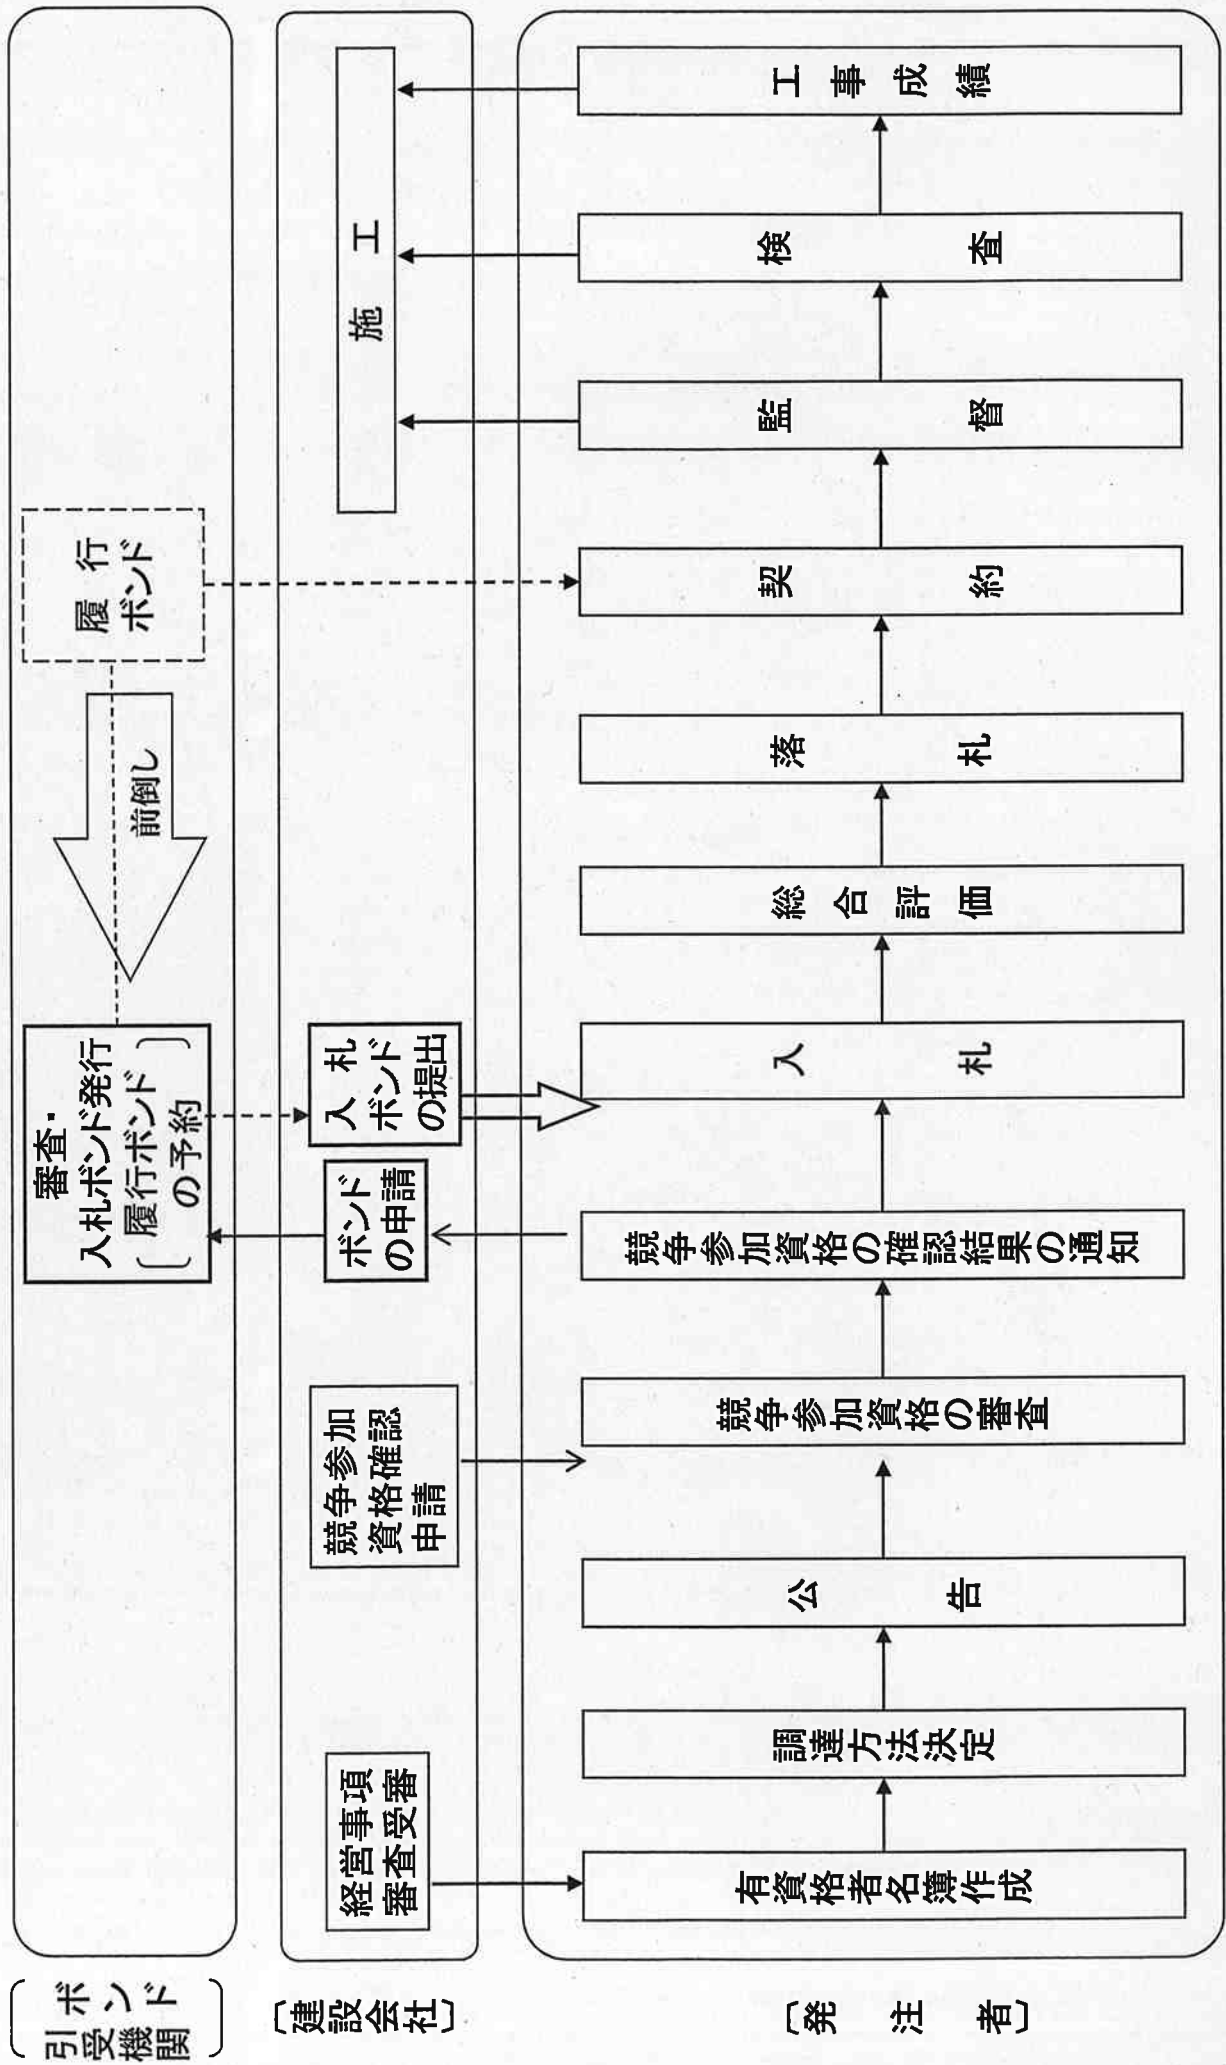 〔ボンド
引受機関〕
審査・
入札ボンド発行
〔履行ボンド
の予約〕
前倒し
履行
ボンド
〔建設会社〕
経営事項
審査受審
競争参加
資格確認
申請
ボンド
の申請
入札
ボンド
の提出
施工
〔発注者〕
有資格者名簿作成
調達方法決定
公告
競争参加資格の審査
競争参加資格の確認結果の通知
入札
総合評価
落札
契約
監督
検査
工事成績